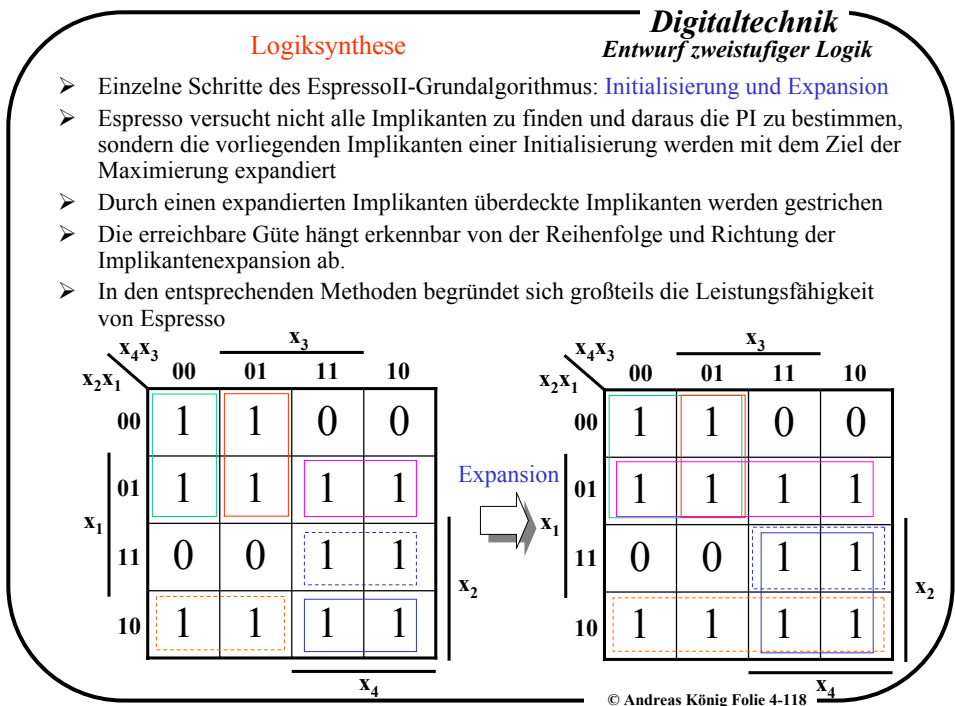 Digitaltechnik
Logiksynthese
Entwurf zweistufiger Logik
➢ Einzelne Schritte des EspressoII-Grundalgorithmus: Initialisierung und Expansion
➢ Espresso versucht nicht alle Implikanten zu finden und daraus die PI zu bestimmen,
sondern die vorliegenden Implikanten einer Initialisierung werden mit dem Ziel der
Maximierung expandiert
➢ Durch einen expandierten Implikanten überdeckte Implikanten werden gestrichen
➢ Die erreichbare Güte hängt erkennbar von der Reihenfolge und Richtung der
Implikantenexpansion ab.
➢ In den entsprechenden Methoden begründet sich großteils die Leistungsfähigkeit
von Espresso
x₃
x₄x₃
x₂x₁
00 01 11 10
00 1 1 0 0
01 1 1 1 1
11 0 0 1 1
10 1 1 1 1
x₁
x₂
x₄
Expansion
x₃
x₄x₃
x₂x₁
00 01 11 10
00 1 1 0 0
01 1 1 1 1
11 0 0 1 1
10 1 1 1 1
x₁
x₂
x₄
© Andreas König Folie 4-118